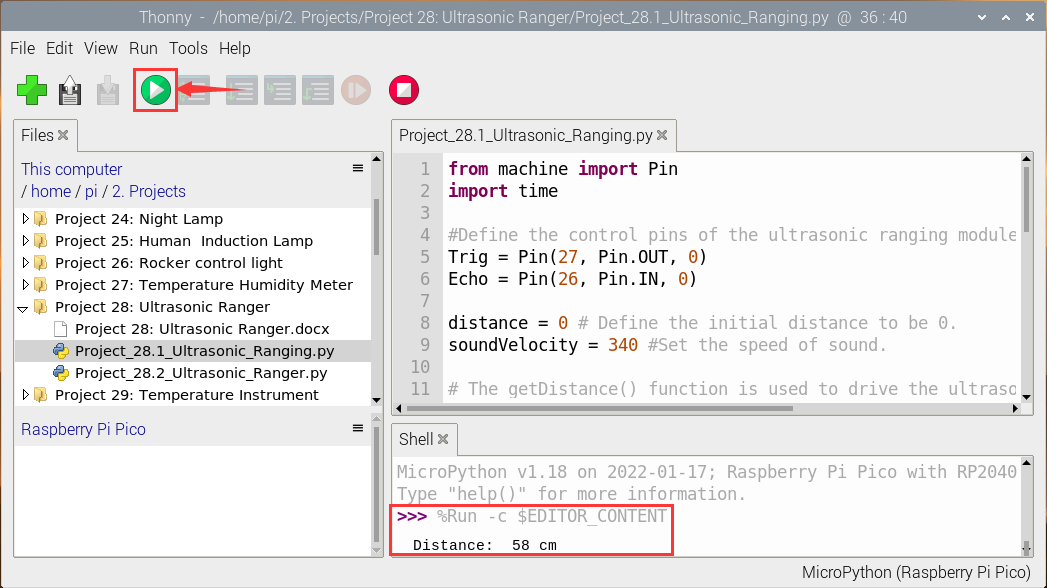 Thonny - /home/pi/2. Projects/Project 28: Ultrasonic Ranger/Project_28.1_Ultrasonic_Ranging.py @ 36 : 40
File Edit View Run Tools Help
Files
This computer
/ home / pi / 2. Projects
Project 24: Night Lamp
Project 25: Human  Induction Lamp
Project 26: Rocker control light
Project 27: Temperature Humidity Meter
Project 28: Ultrasonic Ranger
Project 28: Ultrasonic Ranger.docx
Project_28.1_Ultrasonic_Ranging.py
Project_28.2_Ultrasonic_Ranger.py
Project 29: Temperature Instrument
Raspberry Pi Pico
Project_28.1_Ultrasonic_Ranging.py
1 from machine import Pin
2 import time
3
4 #Define the control pins of the ultrasonic ranging module
5 Trig = Pin(27, Pin.OUT, 0)
6 Echo = Pin(26, Pin.IN, 0)
7
8 distance = 0 # Define the initial distance to be 0.
9 soundVelocity = 340 #Set the speed of sound.
10
11 # The getDistance() function is used to drive the ultraso
Shell
MicroPython v1.18 on 2022-01-17; Raspberry Pi Pico with RP2040
Type "help()" for more information.
>>> %Run -c $EDITOR_CONTENT
Distance:  58 cm
MicroPython (Raspberry Pi Pico)